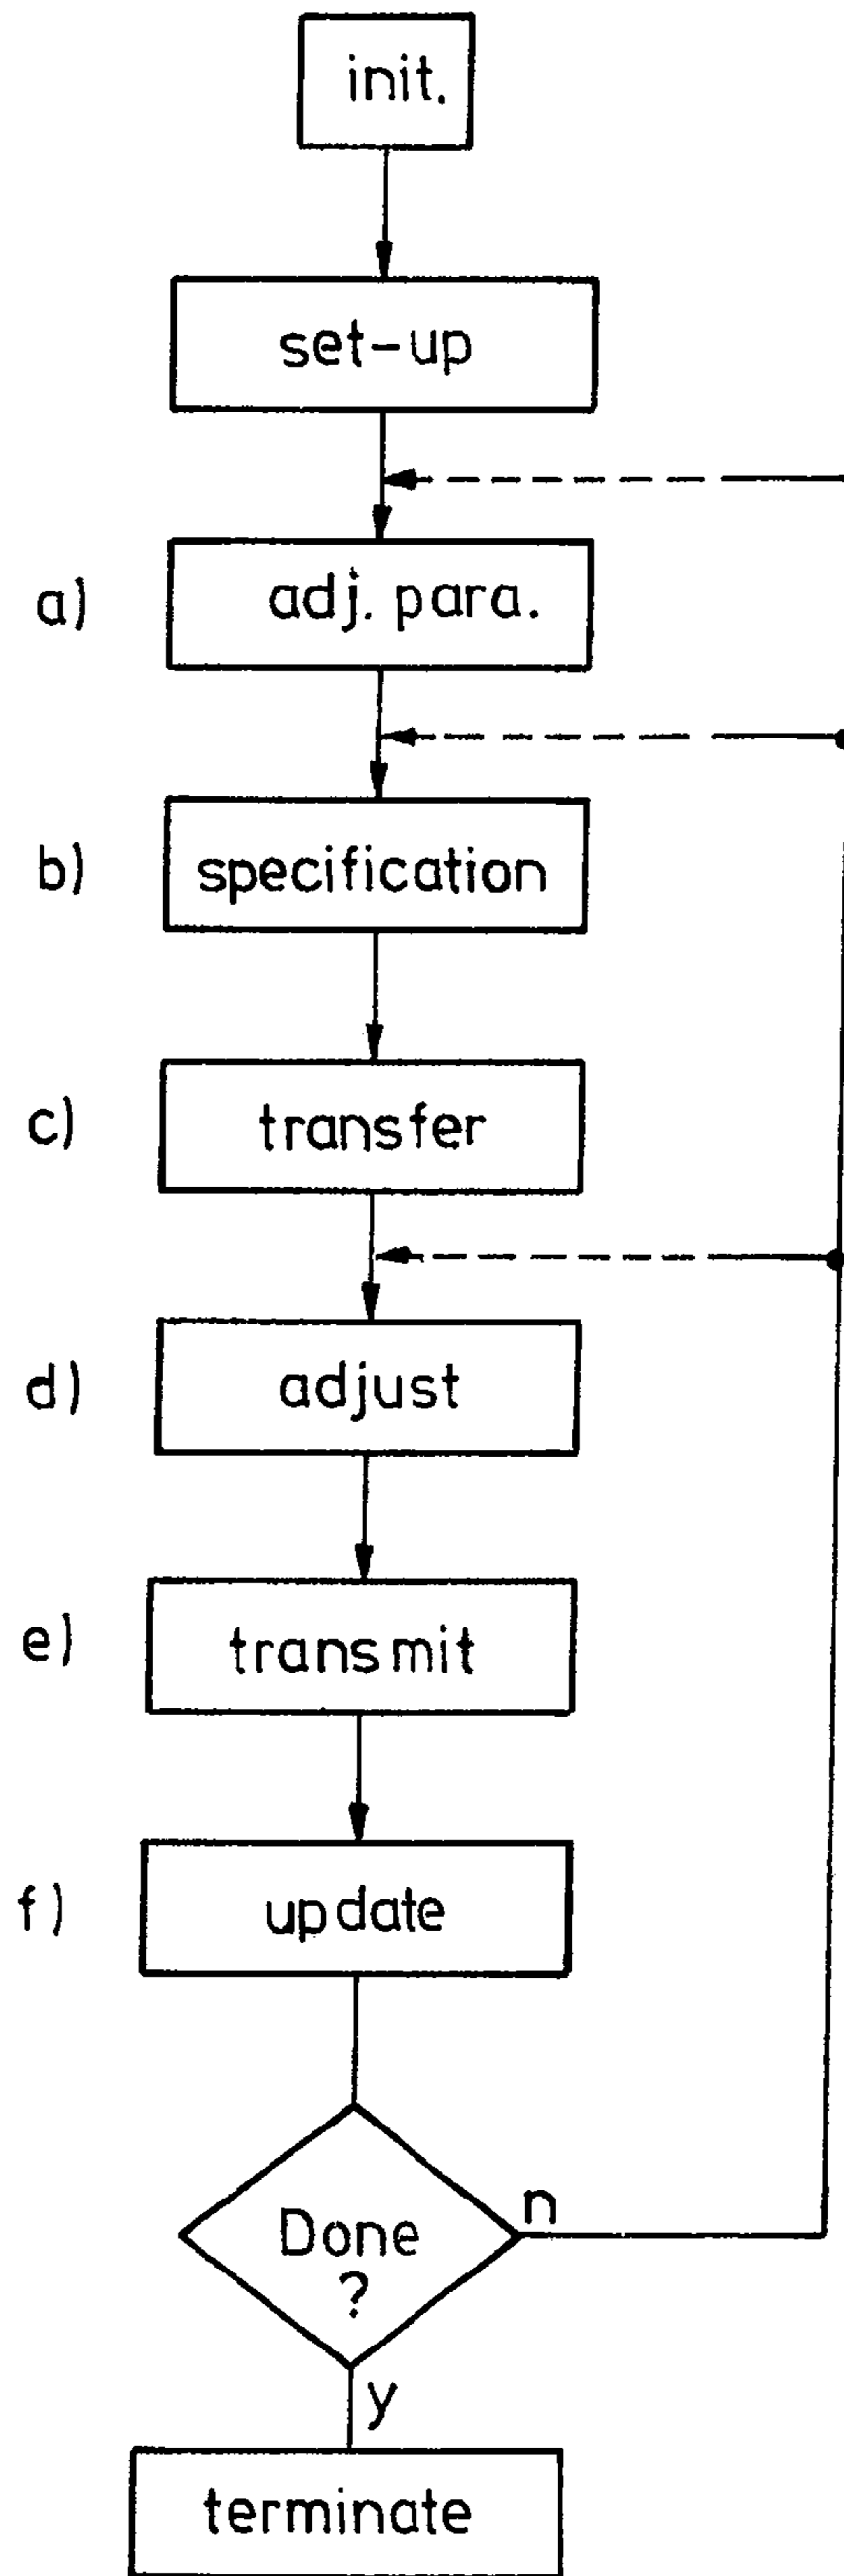 init.
set-up
a) adj. para.
b) specification
c) transfer
d) adjust
e) transmit
f) update
Done
?
n
y
terminate